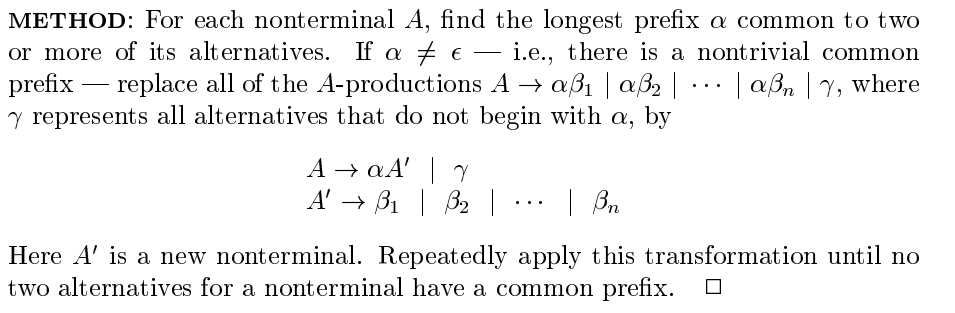 METHOD: For each nonterminal A, find the longest prefix α common to two
or more of its alternatives. If α ≠ ϵ — i.e., there is a nontrivial common
prefix — replace all of the A-productions A → αβ₁ | αβ₂ | ⋯ | αβₙ | γ, where
γ represents all alternatives that do not begin with α, by
A → αA′ | γ
A′ → β₁ | β₂ | ⋯ | βₙ
Here A′ is a new nonterminal. Repeatedly apply this transformation until no
two alternatives for a nonterminal have a common prefix. □